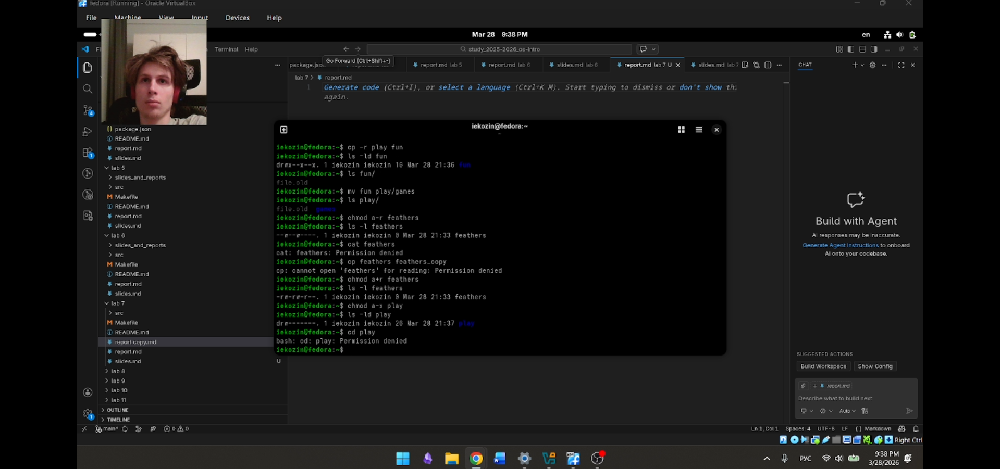 fedora [Running] - Oracle VirtualBox
File Machine View Input Devices Help
Mar 28 9:38 PM
en
Terminal Help
study_2025-2026_os-intro
Go Forward (Ctrl+Shift+-)
package.json
report.md lab 5
report.md lab 6
slides.md lab 6
report.md lab 7 U
slides.md lab 7
CHAT
lab 7 > report.md
1 Generate code (Ctrl+I), or select a language (Ctrl+K M). Start typing to dismiss or don't show thi
again.
package.json
README.md
report.md
slides.md
lab 5
slides_and_reports
src
Makefile
README.md
report.md
slides.md
lab 6
slides_and_reports
src
Makefile
README.md
report.md
slides.md
lab 7
src
Makefile
README.md
report copy.md
report.md
slides.md
U
lab 8
lab 9
lab 10
lab 11
OUTLINE
TIMELINE
iekozin@fedora:~
~
iekozin@fedora:~$ cp -r play fun
iekozin@fedora:~$ ls -ld fun
drwx--x--x. 1 iekozin iekozin 16 Mar 28 21:36 fun
iekozin@fedora:~$ ls fun/
file.old
iekozin@fedora:~$ mv fun play/games
iekozin@fedora:~$ ls play/
file.old games
iekozin@fedora:~$ chmod a-r feathers
iekozin@fedora:~$ ls -l feathers
--w--w----. 1 iekozin iekozin 0 Mar 28 21:33 feathers
iekozin@fedora:~$ cat feathers
cat: feathers: Permission denied
iekozin@fedora:~$ cp feathers feathers_copy
cp: cannot open 'feathers' for reading: Permission denied
iekozin@fedora:~$ chmod a+r feathers
iekozin@fedora:~$ ls -l feathers
-rw-rw-r--. 1 iekozin iekozin 0 Mar 28 21:33 feathers
iekozin@fedora:~$ chmod a-x play
iekozin@fedora:~$ ls -ld play
drw-------. 1 iekozin iekozin 26 Mar 28 21:37 play
iekozin@fedora:~$ cd play
bash: cd: play: Permission denied
iekozin@fedora:~$
Build with Agent
AI responses may be inaccurate.
Generate Agent Instructions to onboard
AI onto your codebase.
SUGGESTED ACTIONS
Build Workspace Show Config
+ report.md
Describe what to build next
Auto
main* 0 0
Ln 1, Col 1 Spaces: 4 UTF-8 LF { } Markdown
Right Ctrl
РУС
9:38 PM
3/28/2026